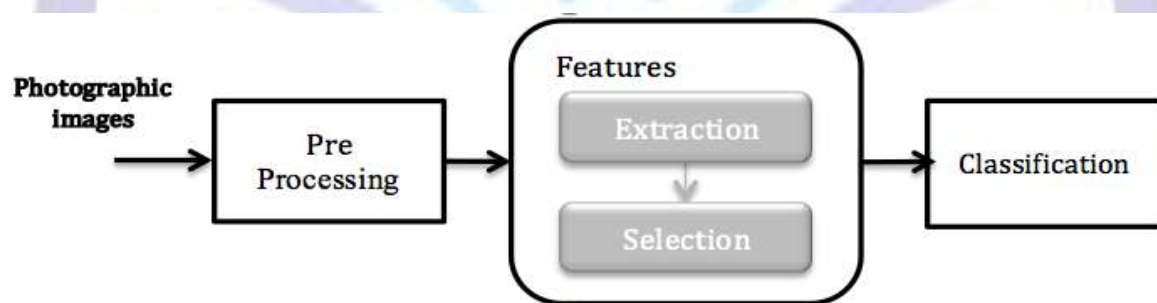 Photographic
images
Pre
Processing
Features
Extraction
Selection
Classification